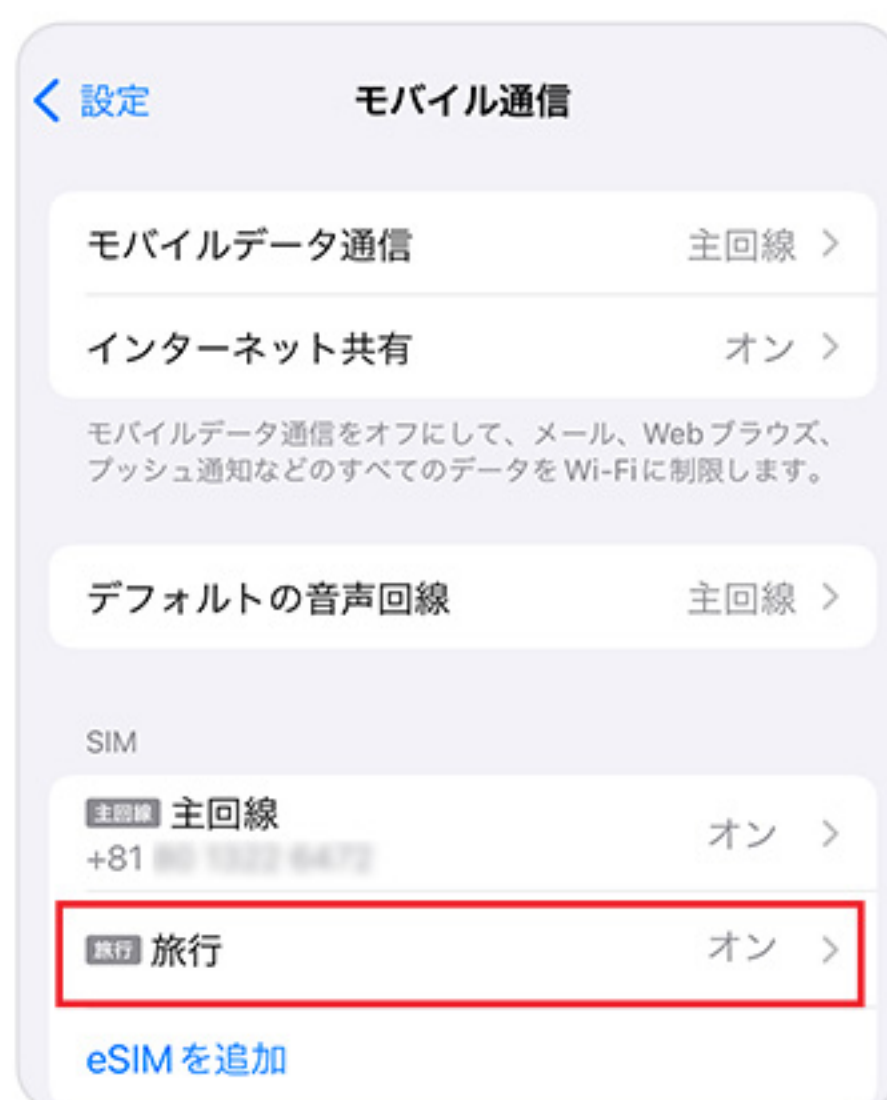 設定
モバイル通信
モバイルデータ通信 主回線
インターネット共有 オン
モバイルデータ通信をオフにして、メール、Webブラウズ、
プッシュ通知などのすべてのデータをWi-Fiに制限します。
デフォルトの音声回線 主回線
SIM
主回線 主回線 オン
+81
旅行 旅行 オン
eSIMを追加